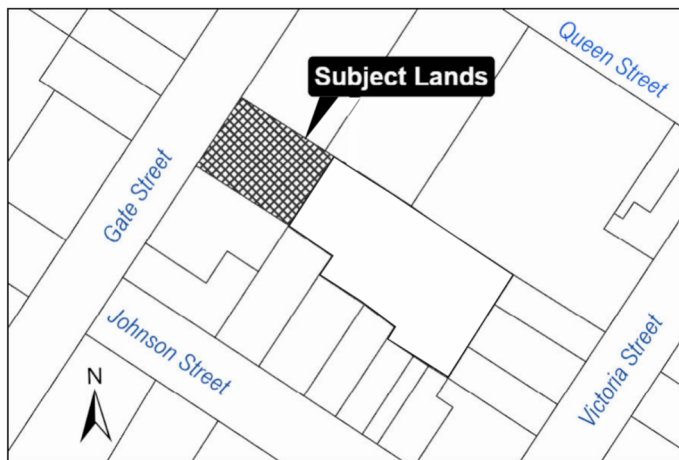 Queen Street
Subject Lands
Gate Street
Johnson Street
Victoria Street
N